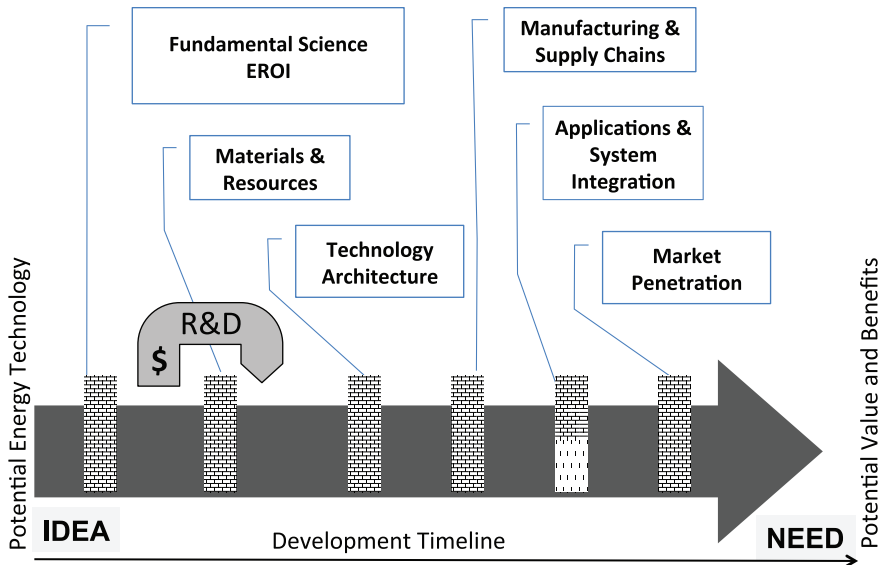 Fundamental Science
EROI
Manufacturing &
Supply Chains
Applications &
System
Integration
Materials &
Resources
Technology
Architecture
Market
Penetration
R&D
$
Potential Energy Technology
Potential Value and Benefits
IDEA
Development Timeline
NEED